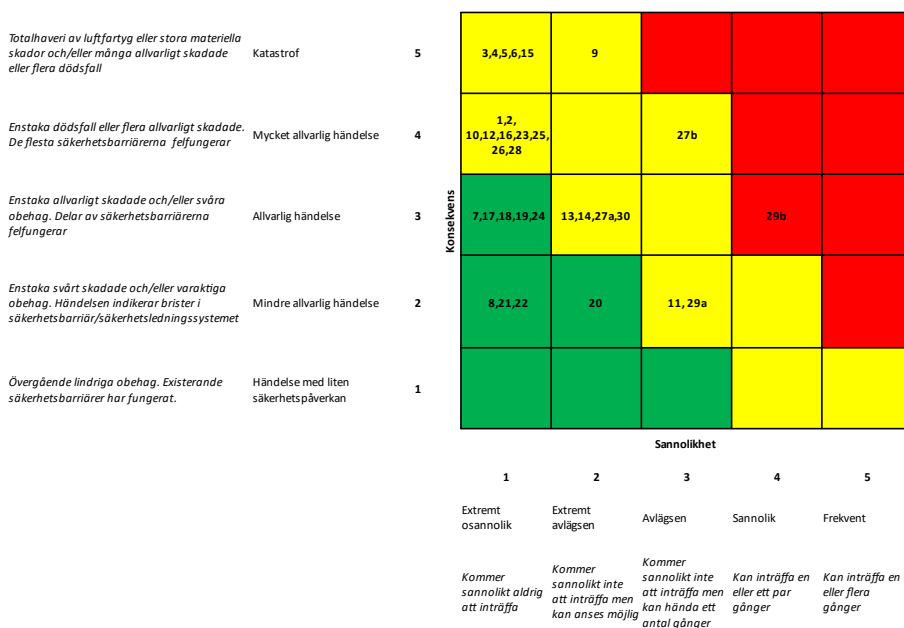 Totalhaveri av luftfartyg eller stora materiella
skador och/eller många allvarligt skadade
eller flera dödsfall
Katastof
5
3,4,5,6,15
9
Enstaka dödsfall eller flera allvarligt skadade.
De flesta säkerhetsbarriärerna felfungerar
Mycket allvarlig händelse
4
1,2,
10,12,16,23,25,
26,28
27b
Enstaka allvarligt skadade och/eller svåra
obehag. Delar av säkerhetsbarriärerna
felfungerar
Allvarlig händelse
3
Konsekvens
7,17,18,19,24
13,14,27a,30
29b
Enstaka svårt skadade och/eller varaktiga
obehag. Händelsen indikerar brister i
säkerhetsbarriär/säkerhetsledningssystemet
Mindre allvarlig händelse
2
8,21,22
20
11, 29a
Övergående lindriga obehag. Existerande
säkerhetsbarriärer har fungerat.
Händelse med liten
säkerhetspåverkan
1
Sannolikhet
1
2
3
4
5
Extremt
osannolik
Extremt
avlägsen
Avlägsen
Sannolik
Frekvent
Kommer
sannolikt aldrig
att inträffa
Kommer
sannolikt inte
att inträffa men
kan anses möjlig
Kommer
sannolikt inte
att inträffa men
kan hända ett
antal gånger
Kan inträffa en
eller ett par
gånger
Kan inträffa en
eller flera
gånger